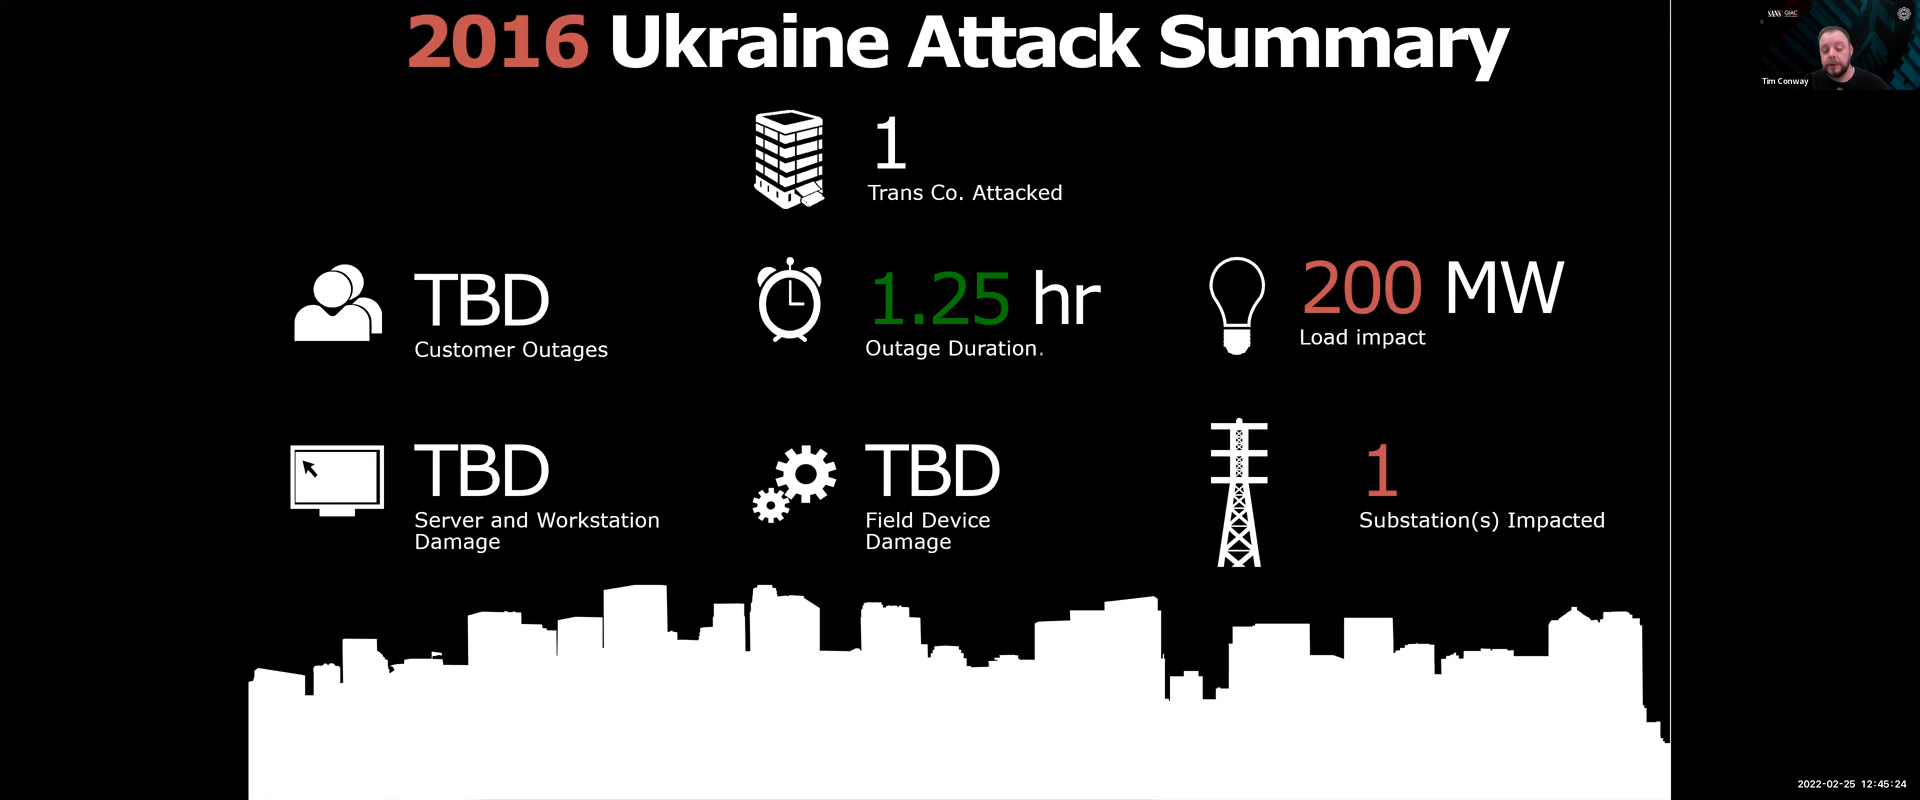 2016 Ukraine Attack Summary
SANS GIAC
Tim Conway
1
Trans Co. Attacked
TBD
Customer Outages
1.25 hr
Outage Duration.
200 MW
Load impact
TBD
Server and Workstation
Damage
TBD
Field Device
Damage
1
Substation(s) Impacted
2022-02-25 12:45:24